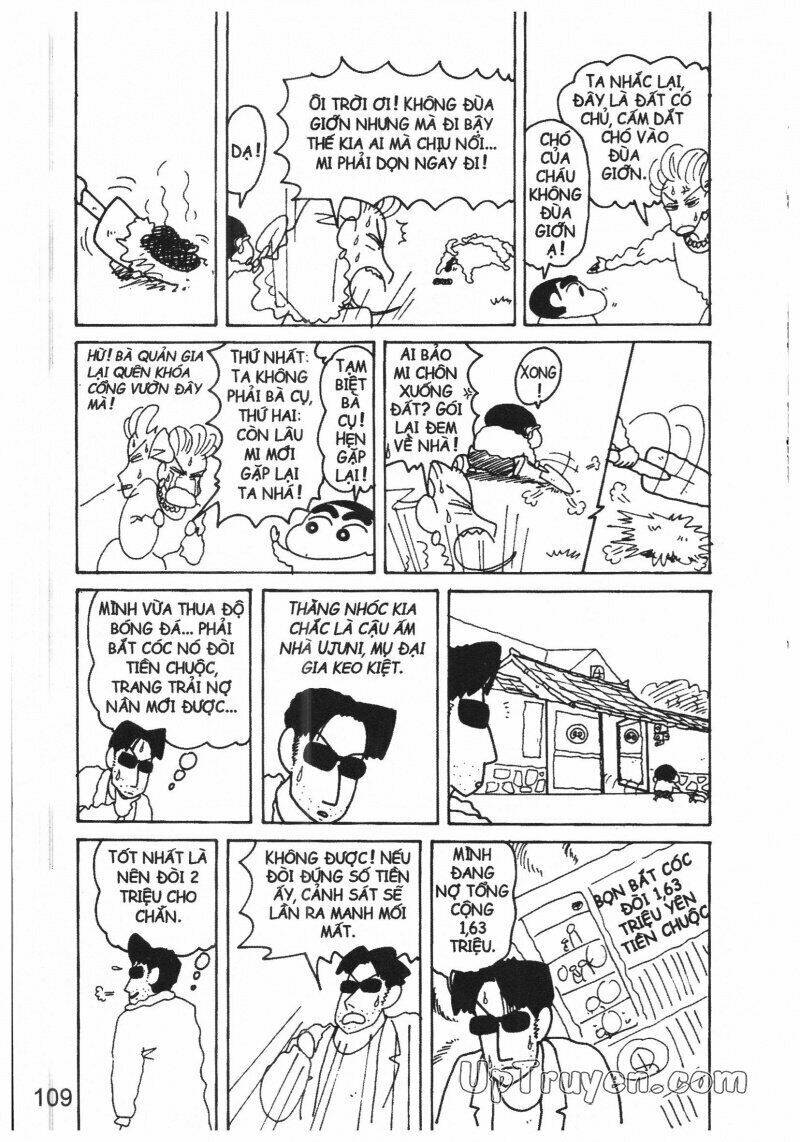 TA NHẮC LẠI,
ĐÂY LÀ ĐẤT CÓ
CHỦ, CẤM DẮT
CHÓ VÀO
ĐÙA
GIỠN.
CHÓ
CỦA
CHÁU
KHÔNG
ĐÙA
GIỠN
Ạ!
ÔI TRỜI ƠI! KHÔNG ĐÙA
GIỠN NHƯNG MÀ ĐI BẬY
THẾ KIA AI MÀ CHỊU NỔI...
MI PHẢI DỌN NGAY ĐI!
DẠ!
XONG
!
AI BẢO
MI CHÔN
XUỐNG
ĐẤT? GÓI
LẠI ĐEM
VỀ NHÀ!
TẠM
BIỆT
BÀ
CỤ!
HẸN
GẶP
LẠI!
THỨ NHẤT:
TA KHÔNG
PHẢI BÀ CỤ,
THỨ HAI:
CÒN LÂU
MI MỚI
GẶP LẠI
TA NHÁ!
HỪ! BÀ QUẢN GIA
LẠI QUÊN KHÓA
CỔNG VƯỜN ĐÂY
MÀ!
THẰNG NHÓC KIA
CHẮC LÀ CẬU ẤM
NHÀ UJUNI, MỤ ĐẠI
GIA KEO KIỆT.
MÌNH VỪA THUA ĐỘ
BÓNG ĐÁ... PHẢI
BẮT CÓC NÓ ĐÒI
TIỀN CHUỘC,
TRANG TRẢI NỢ
NẦN MỚI ĐƯỢC...
BỌN BẮT CÓC
ĐÒI 1,63
TRIỆU YÊN
TIỀN CHUỘC
MÌNH
ĐANG
NỢ TỔNG
CỘNG
1,63
TRIỆU.
KHÔNG ĐƯỢC! NẾU
ĐÒI ĐÚNG SỐ TIỀN
ẤY, CẢNH SÁT SẼ
LẦN RA MANH MỐI
MẤT.
TỐT NHẤT LÀ
NÊN ĐÒI 2
TRIỆU CHO
CHẴN.
109
UpTruyen.com